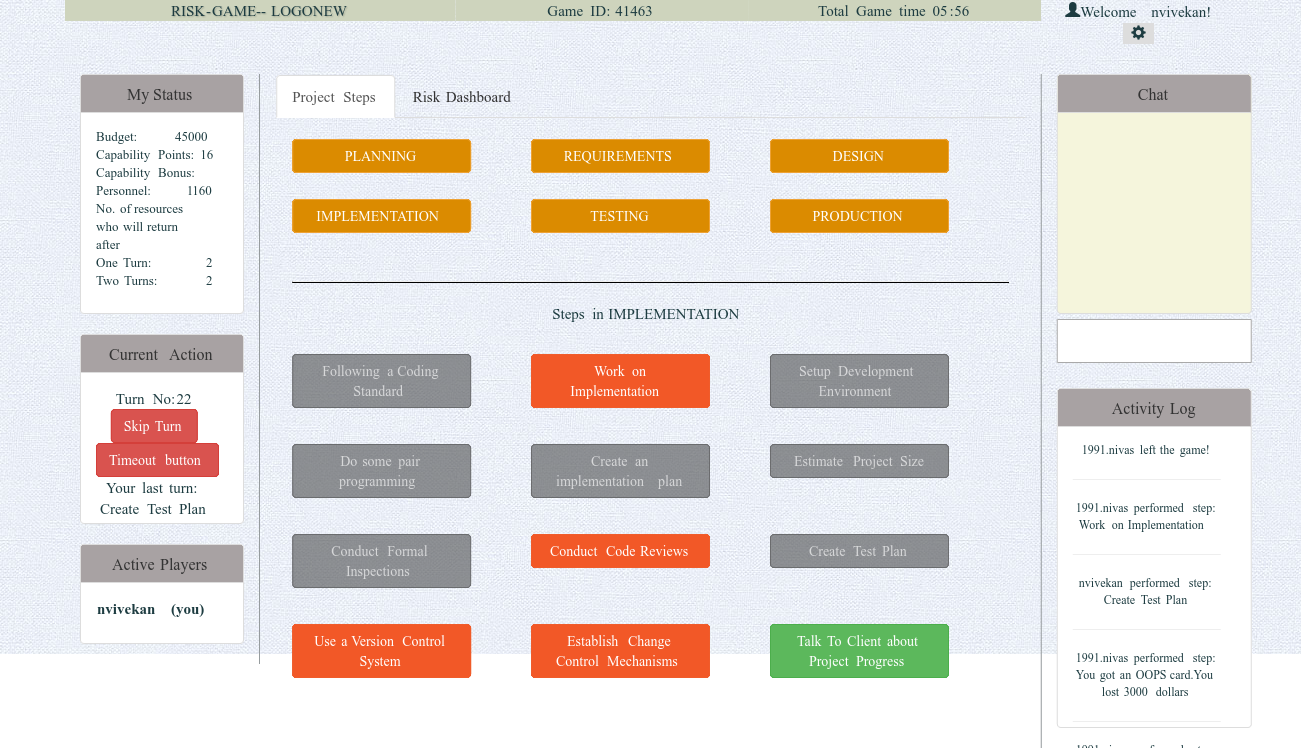 RISK-GAME-- LOGONEW Game ID: 41463 Total Game time 05:56
Welcome nvivekan!
My Status
Budget: 45000
Capability Points: 16
Capability Bonus:
Personnel: 1160
No. of resources
who will return
after
One Turn: 2
Two Turns: 2
Current Action
Turn No:22
Skip Turn
Timeout button
Your last turn:
Create Test Plan
Active Players
nvivekan (you)
Project Steps Risk Dashboard
PLANNING REQUIREMENTS DESIGN
IMPLEMENTATION TESTING PRODUCTION
Steps in IMPLEMENTATION
Following a Coding
Standard
Work on
Implementation
Setup Development
Environment
Do some pair
programming
Create an
implementation plan
Estimate Project Size
Conduct Formal
Inspections
Conduct Code Reviews
Create Test Plan
Use a Version Control
System
Establish Change
Control Mechanisms
Talk To Client about
Project Progress
Chat
Activity Log
1991.nivas left the game!
1991.nivas performed step:
Work on Implementation
nvivekan performed step:
Create Test Plan
1991.nivas performed step:
You got an OOPS card.You
lost 3000 dollars